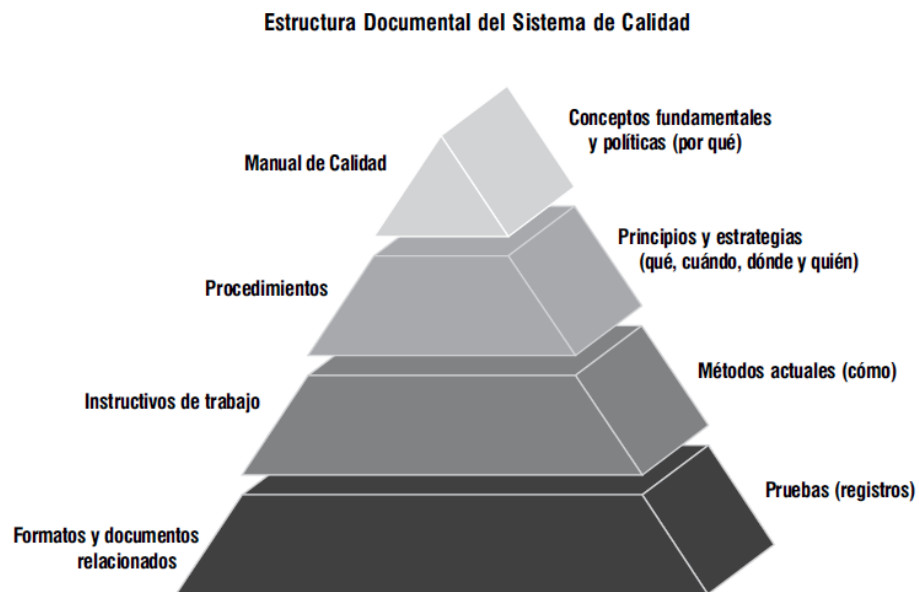 Estructura Documental del Sistema de Calidad
Conceptos fundamentales
y políticas (por qué)
Manual de Calidad
Principios y estrategias
(qué, cuándo, dónde y quién)
Procedimientos
Métodos actuales (cómo)
Instructivos de trabajo
Pruebas (registros)
Formatos y documentos
relacionados